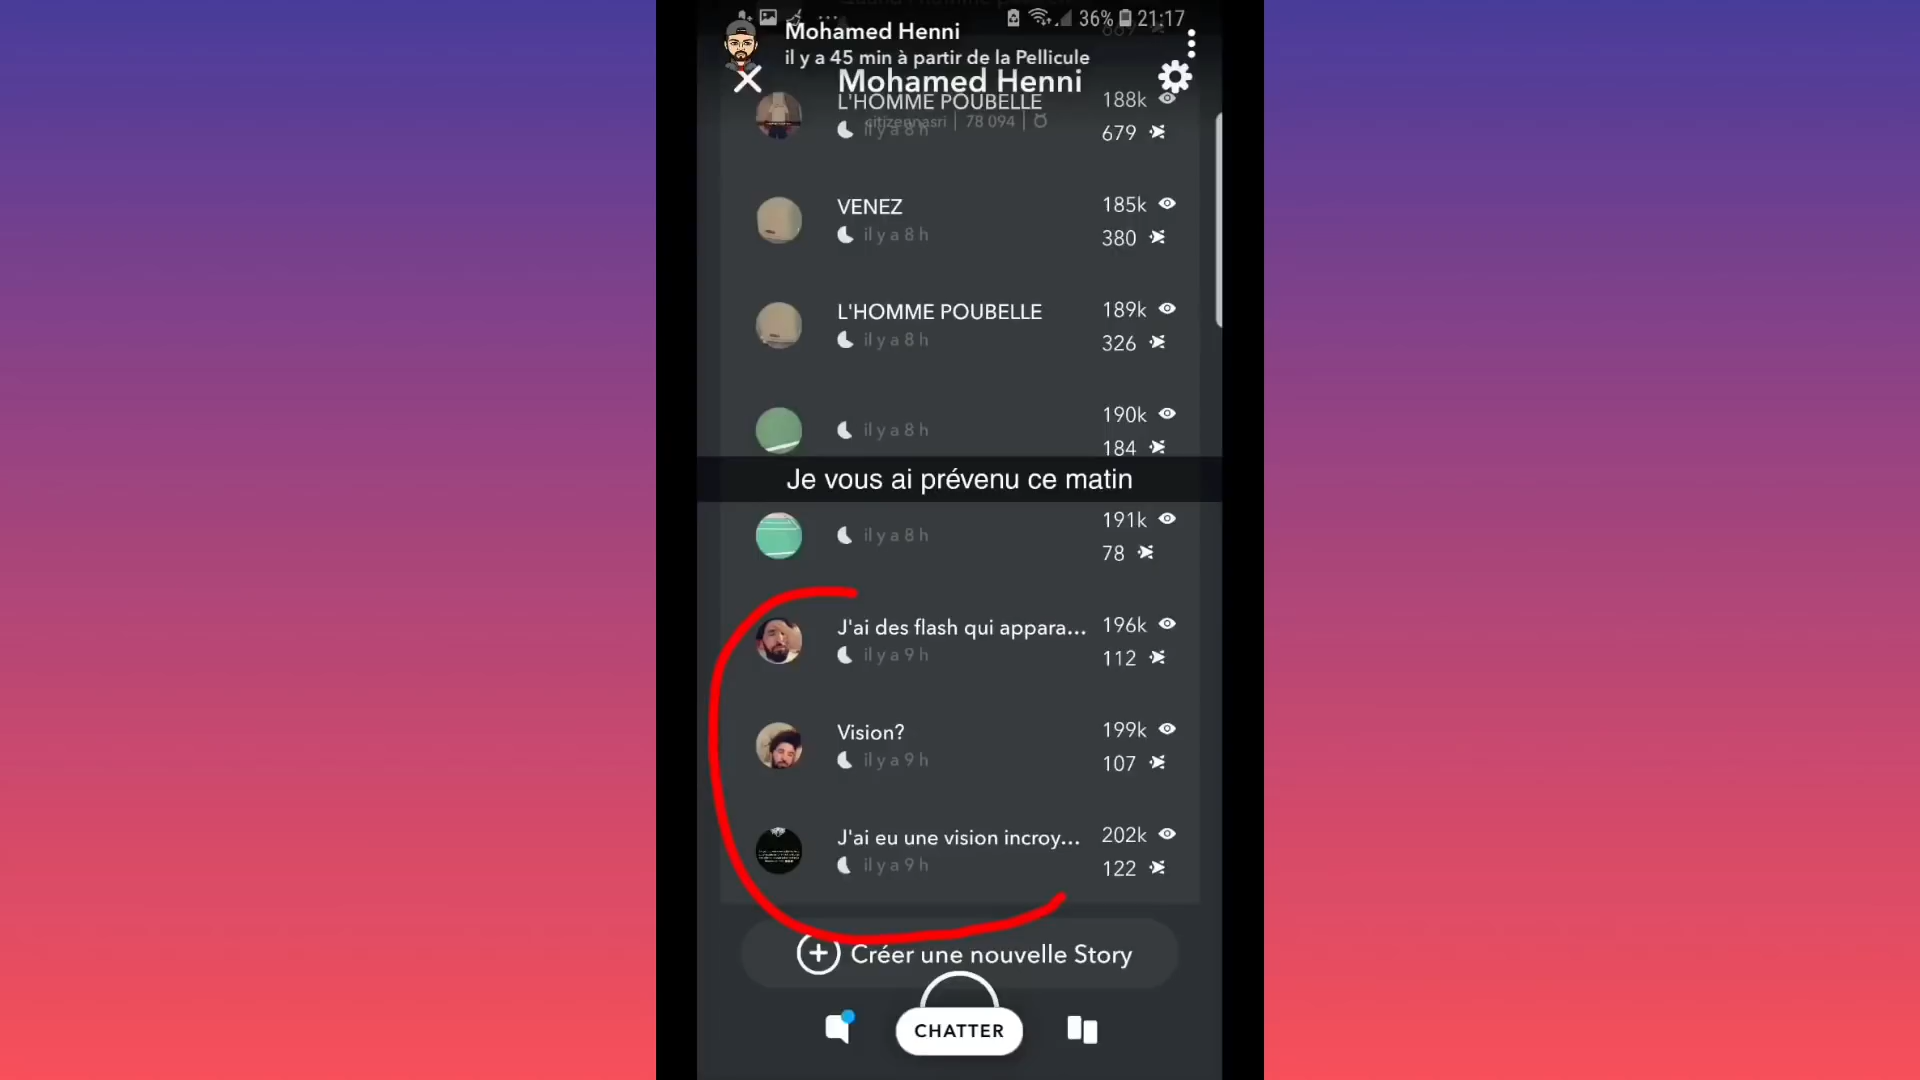 36% 21:17
Mohamed Henni
il y a 45 min à partir de la Pellicule
Mohamed Henni
citizennasri | 78 094
L'HOMME POUBELLE 188k
il y a 8 h 679
VENEZ 185k
il y a 8 h 380
L'HOMME POUBELLE 189k
il y a 8 h 326
190k
il y a 8 h
184
Je vous ai prévenu ce matin
191k
il y a 8 h
78
J'ai des flash qui appara... 196k
il y a 9 h 112
Vision? 199k
il y a 9 h 107
J'ai eu une vision incroy... 202k
il y a 9 h 122
Créer une nouvelle Story
CHATTER